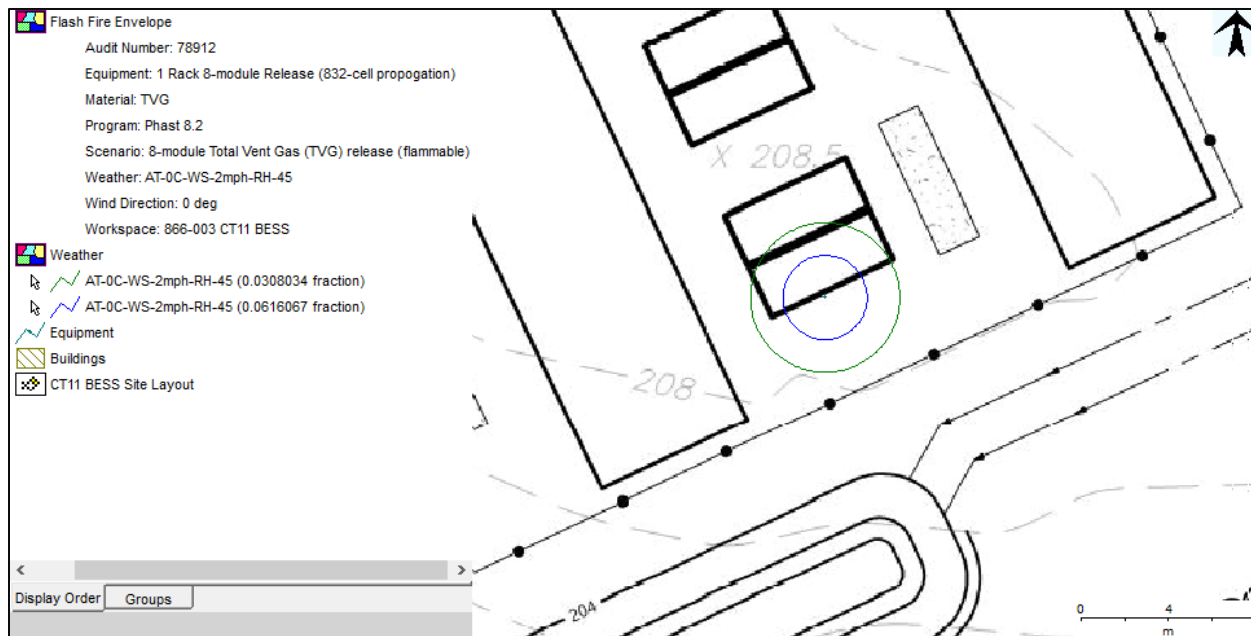 Flash Fire Envelope
Audit Number: 78912
Equipment: 1 Rack 8-module Release (832-cell propogation)
Material: TVG
Program: Phast 8.2
Scenario: 8-module Total Vent Gas (TVG) release (flammable)
Weather: AT-0C-WS-2mph-RH-45
Wind Direction: 0 deg
Workspace: 866-003 CT11 BESS
Weather
AT-0C-WS-2mph-RH-45 (0.0308034 fraction)
AT-0C-WS-2mph-RH-45 (0.0616067 fraction)
Equipment
Buildings
CT11 BESS Site Layout
Display Order
Groups
X 208.5
208
204
0 4
m